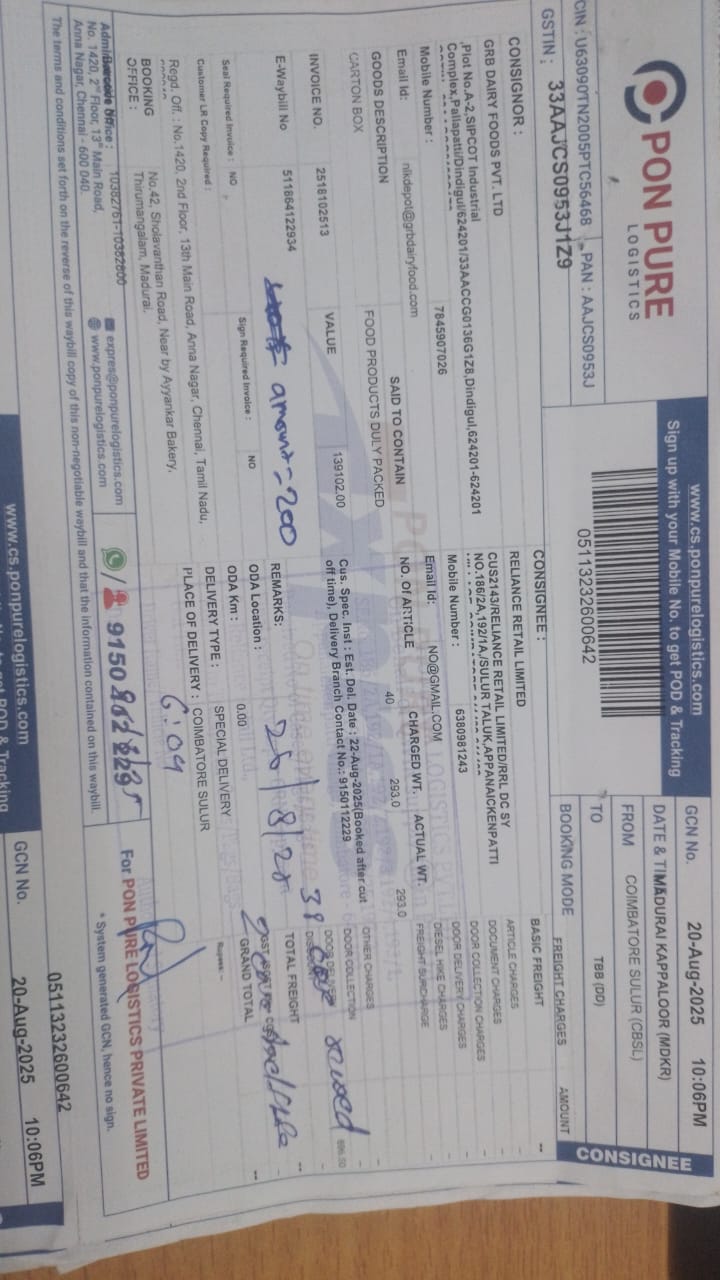 PON PURE
LOGISTICS
CIN : U63090TN2005PTC56468 PAN : AAJCS0953J
GSTIN : 33AAJCS0953J1Z9
www.cs.ponpurelogistics.com
Sign up with your Mobile No. to get POD & Tracking
05113232600642
GCN No. 20-Aug-2025 10:06PM
DATE & TIMADURAI KAPPALOOR (MDKR)
FROM COIMBATORE SULUR (CBSL)
TO
TBB (DD)
BOOKING MODE
CONSIGNEE
CONSIGNOR :
GRB DAIRY FOODS PVT. LTD
Plot No.A-2,SIPCOT Industrial
Complex,Pallapatti/Dindigul/624201/33AACCG0136G1Z8,Dindigul,624201-624201
Mobile Number : 7845907026
Email Id: nlkdepot@grbdairyfood.com
CONSIGNEE :
RELIANCE RETAIL LIMITED
CUS2143/RELIANCE RETAIL LIMITED/RRL DC SY
NO.186/2A,192/1A,/SULUR TALUK,APPANAICKENPATTI
Mobile Number : 6380981243
Email Id: NO@GMAIL.COM
GOODS DESCRIPTION SAID TO CONTAIN NO. Of ARTICLE CHARGED WT. ACTUAL WT.
CARTON BOX FOOD PRODUCTS DULY PACKED 40 293.0 293.0
INVOICE NO. 2518102513 VALUE 139102.00
E-Waybill No 511864122934
amount - 200
Seal Required Invoice : NO Sign Required Invoice : NO
Customer LR Copy Required :
Cus. Spec. Inst : Est. Del. Date : 22-Aug-2025(Booked after cut
off time), Delivery Branch Contact No.: 9150112229
REMARKS:
26/8/25
ODA Location :
ODA Km : 0.00
DELIVERY TYPE : SPECIAL DELIVERY
PLACE OF DELIVERY : COIMBATORE SULUR
6:09
FREIGHT CHARGES AMOUNT
BASIC FREIGHT --
ARTICLE CHARGES -
DOCUMENT CHARGES -
DOOR COLLECTION CHARGES -
DOOR DELIVERY CHARGES -
DIESEL HIKE CHARGES -
FREIGHT SURCHARGE -
OTHER CHARGES -
DOOR COLLECTION
TOTAL FREIGHT --
GRAND TOTAL --
Rupees: --
Regd. Off. : No.1420, 2nd Floor, 13th Main Road, Anna Nagar, Chennai, Tamil Nadu,
BOOKING OFFICE : No.42, Sholavanthan Road, Near by Ayyankar Bakery,
Thirumangalam, Madurai.
10382761-10382800
No. 1420, 2nd Floor, 13th Main Road,
Anna Nagar, Chennai - 600 040.
expres@ponpurelogistics.com
www.ponpurelogistics.com
For PON PURE LOGISTICS PRIVATE LIMITED
* System generated GCN, hence no sign.
The terms and conditions set forth on the reverse of this waybill copy of this non-negotiable waybill and that the information contained on this waybill.
05113232600642
www.cs.ponpurelogistics.com
GCN No. 20-Aug-2025 10:06PM